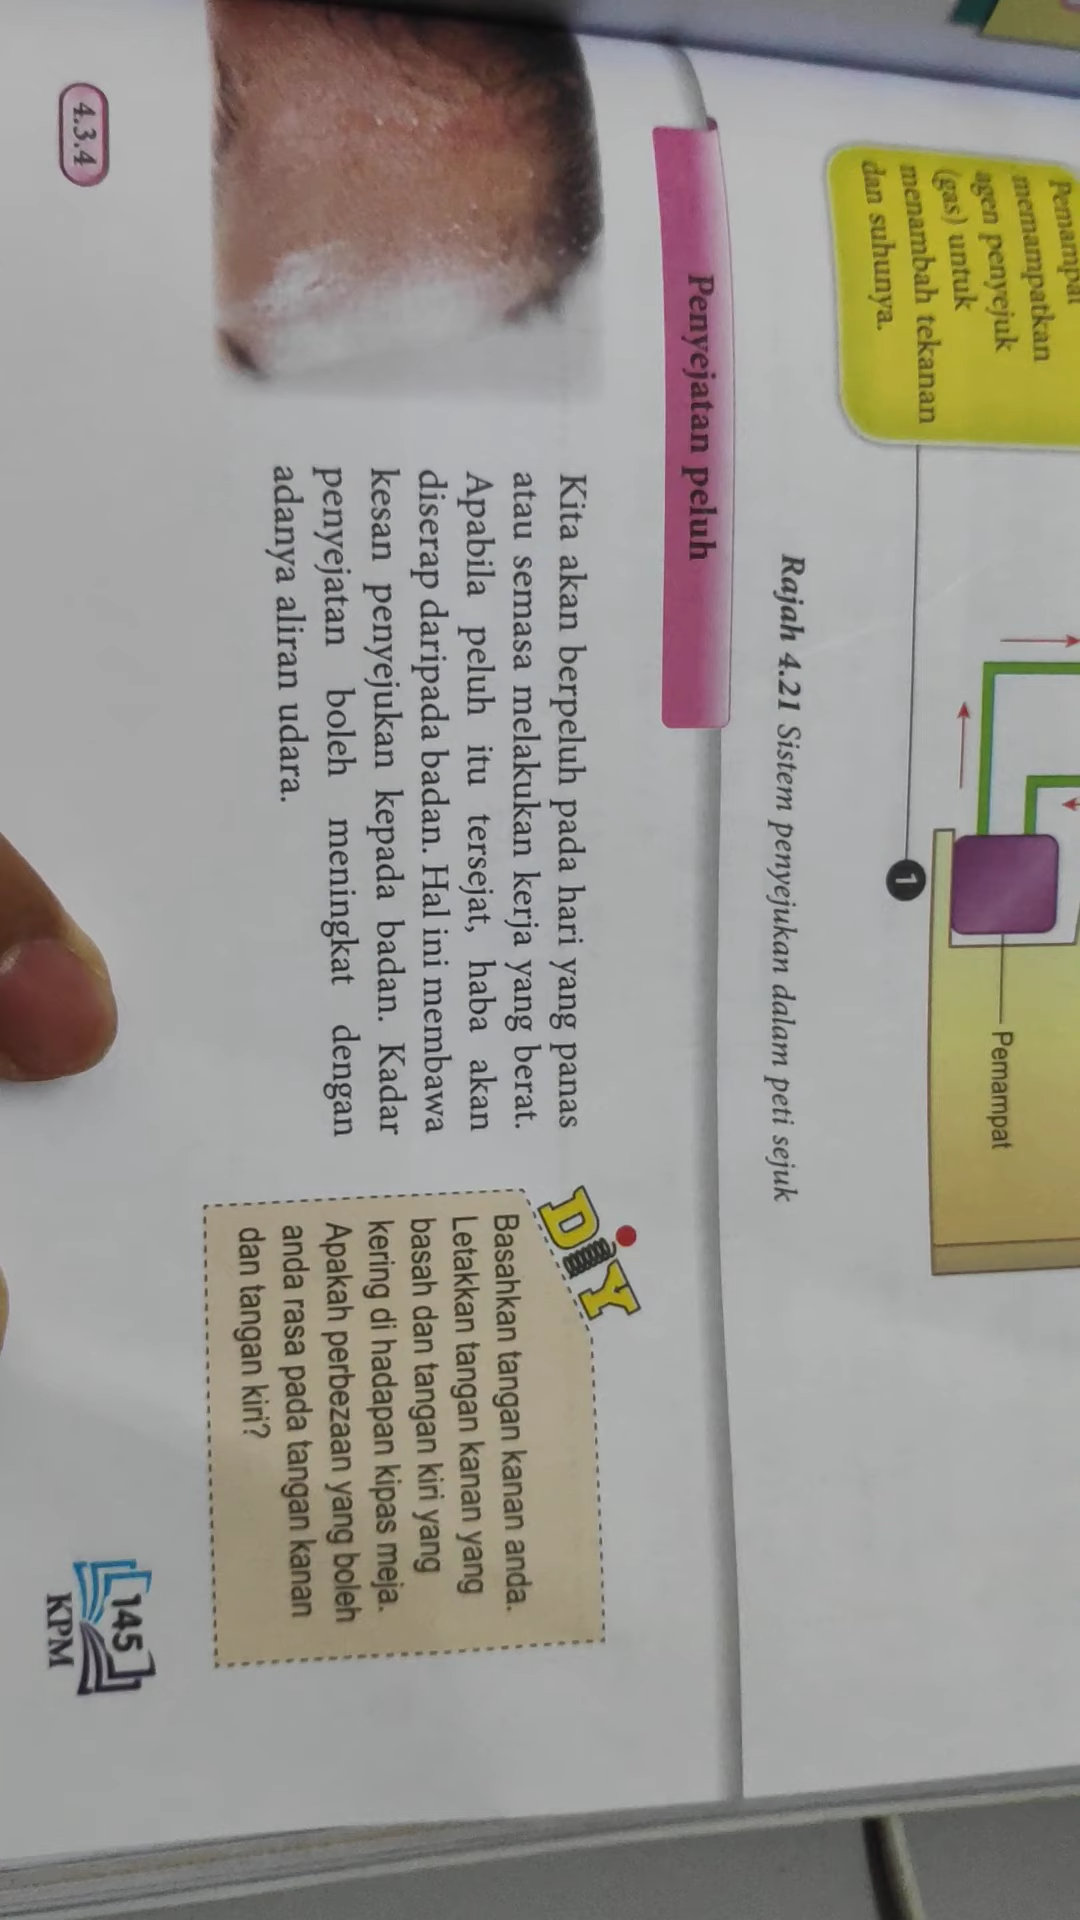 memampatkan
agen penyejuk
(gas) untuk
menambah tekanan
dan suhunya.
1
Pemampat
Rajah 4.21 Sistem penyejukan dalam peti sejuk
Penyejatan peluh
Kita akan berpeluh pada hari yang panas
atau semasa melakukan kerja yang berat.
Apabila peluh itu tersejat, haba akan
diserap daripada badan. Hal ini membawa
kesan penyejukan kepada badan. Kadar
penyejatan boleh meningkat dengan
adanya aliran udara.
DiY
Basahkan tangan kanan anda.
Letakkan tangan kanan yang
basah dan tangan kiri yang
kering di hadapan kipas meja.
Apakah perbezaan yang boleh
anda rasa pada tangan kanan
dan tangan kiri?
4.3.4
145
KPM